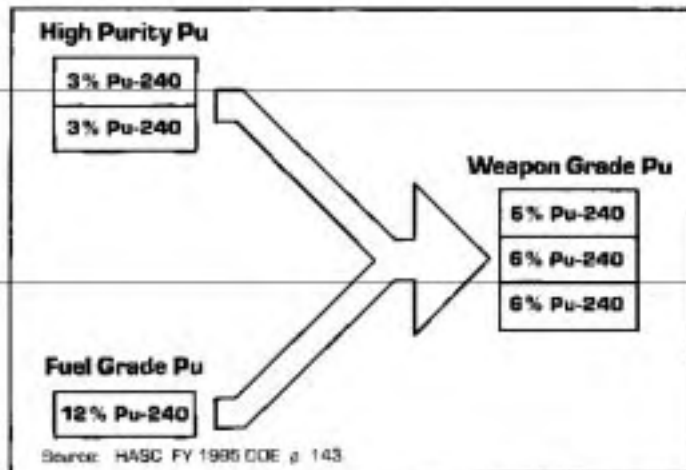 High Purity Pu
3% Pu-240
3% Pu-240
Weapon Grade Pu
6% Pu-240
6% Pu-240
6% Pu-240
Fuel Grade Pu
12% Pu-240
Source: HASC FY 1985 DOE p 143